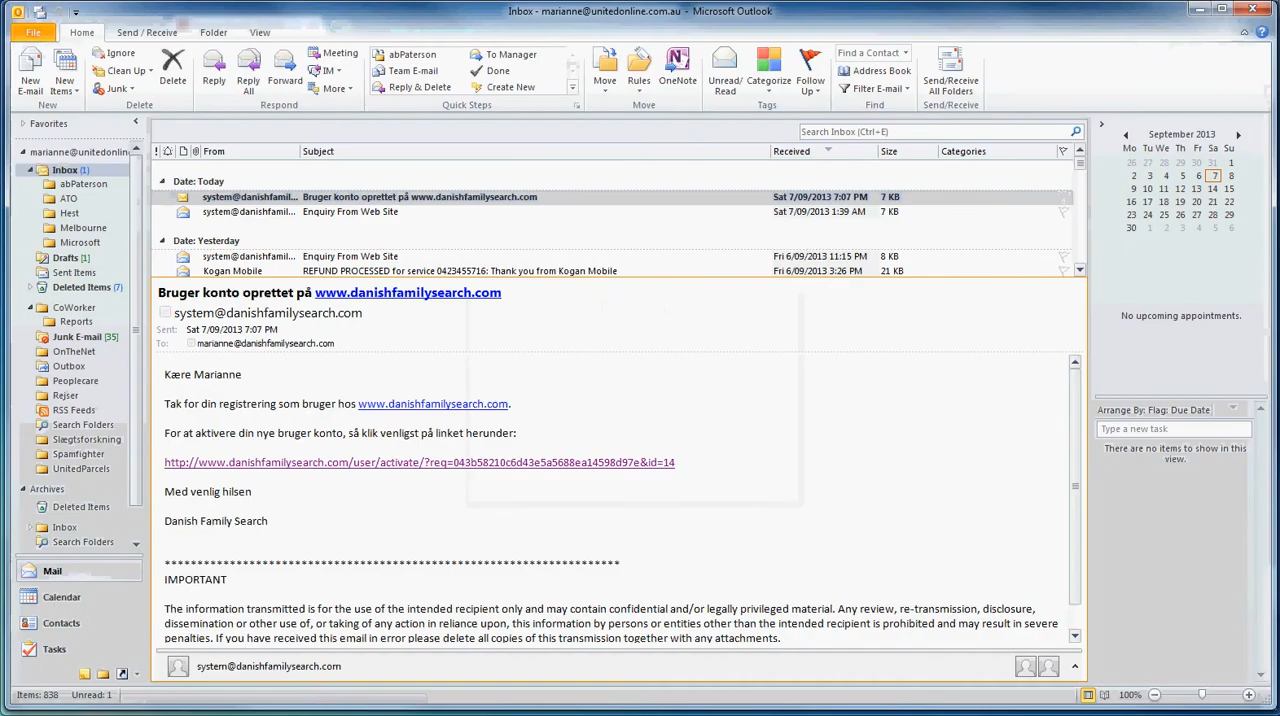 Inbox - marianne@unitedonline.com.au - Microsoft Outlook
File Home Send / Receive Folder View
New E-mail
New Items
New
Ignore
Clean Up
Junk
Delete
Delete
Reply
Reply All
Forward
Meeting
IM
More
Respond
abPaterson
Team E-mail
Reply & Delete
To Manager
Done
Create New
Quick Steps
Move
Rules
OneNote
Move
Unread/ Read
Categorize
Follow Up
Tags
Find a Contact
Address Book
Filter E-mail
Find
Send/Receive All Folders
Send/Receive
Favorites
marianne@unitedonlin
Inbox (1)
abPaterson
ATO
Hest
Melbourne
Microsoft
Drafts [1]
Sent Items
Deleted Items (7)
CoWorker
Reports
Junk E-mail [35]
OnTheNet
Outbox
Peoplecare
Rejser
RSS Feeds
Search Folders
Slægtsforskning
Spamfighter
UnitedParcels
Archives
Deleted Items
Inbox
Search Folders
Mail
Calendar
Contacts
Tasks
Search Inbox (Ctrl+E)
From Subject Received Size Categories
Date: Today
system@danishfamil... Bruger konto oprettet på www.danishfamilysearch.com Sat 7/09/2013 7:07 PM 7 KB
system@danishfamil... Enquiry From Web Site Sat 7/09/2013 1:39 AM 7 KB
Date: Yesterday
system@danishfamil... Enquiry From Web Site Fri 6/09/2013 11:15 PM 8 KB
Kogan Mobile REFUND PROCESSED for service 0423455716: Thank you from Kogan Mobile Fri 6/09/2013 3:26 PM 21 KB
Bruger konto oprettet på www.danishfamilysearch.com
system@danishfamilysearch.com
Sent: Sat 7/09/2013 7:07 PM
To: marianne@danishfamilysearch.com
Kære Marianne
Tak for din registrering som bruger hos www.danishfamilysearch.com.
For at aktivere din nye bruger konto, så klik venligst på linket herunder:
http://www.danishfamilysearch.com/user/activate/?req=043b58210c6d43e5a5688ea14598d97e&id=14
Med venlig hilsen
Danish Family Search
**********************************************************************
IMPORTANT
The information transmitted is for the use of the intended recipient only and may contain confidential and/or legally privileged material. Any review, re-transmission, disclosure,
dissemination or other use of, or taking of any action in reliance upon, this information by persons or entities other than the intended recipient is prohibited and may result in severe
penalties. If you have received this email in error please delete all copies of this transmission together with any attachments.
system@danishfamilysearch.com
September 2013
Mo Tu We Th Fr Sa Su
26 27 28 29 30 31 1
2 3 4 5 6 7 8
9 10 11 12 13 14 15
16 17 18 19 20 21 22
23 24 25 26 27 28 29
30 1 2 3 4 5 6
No upcoming appointments.
Arrange By: Flag: Due Date
Type a new task
There are no items to show in this view.
Items: 838 Unread: 1
100%